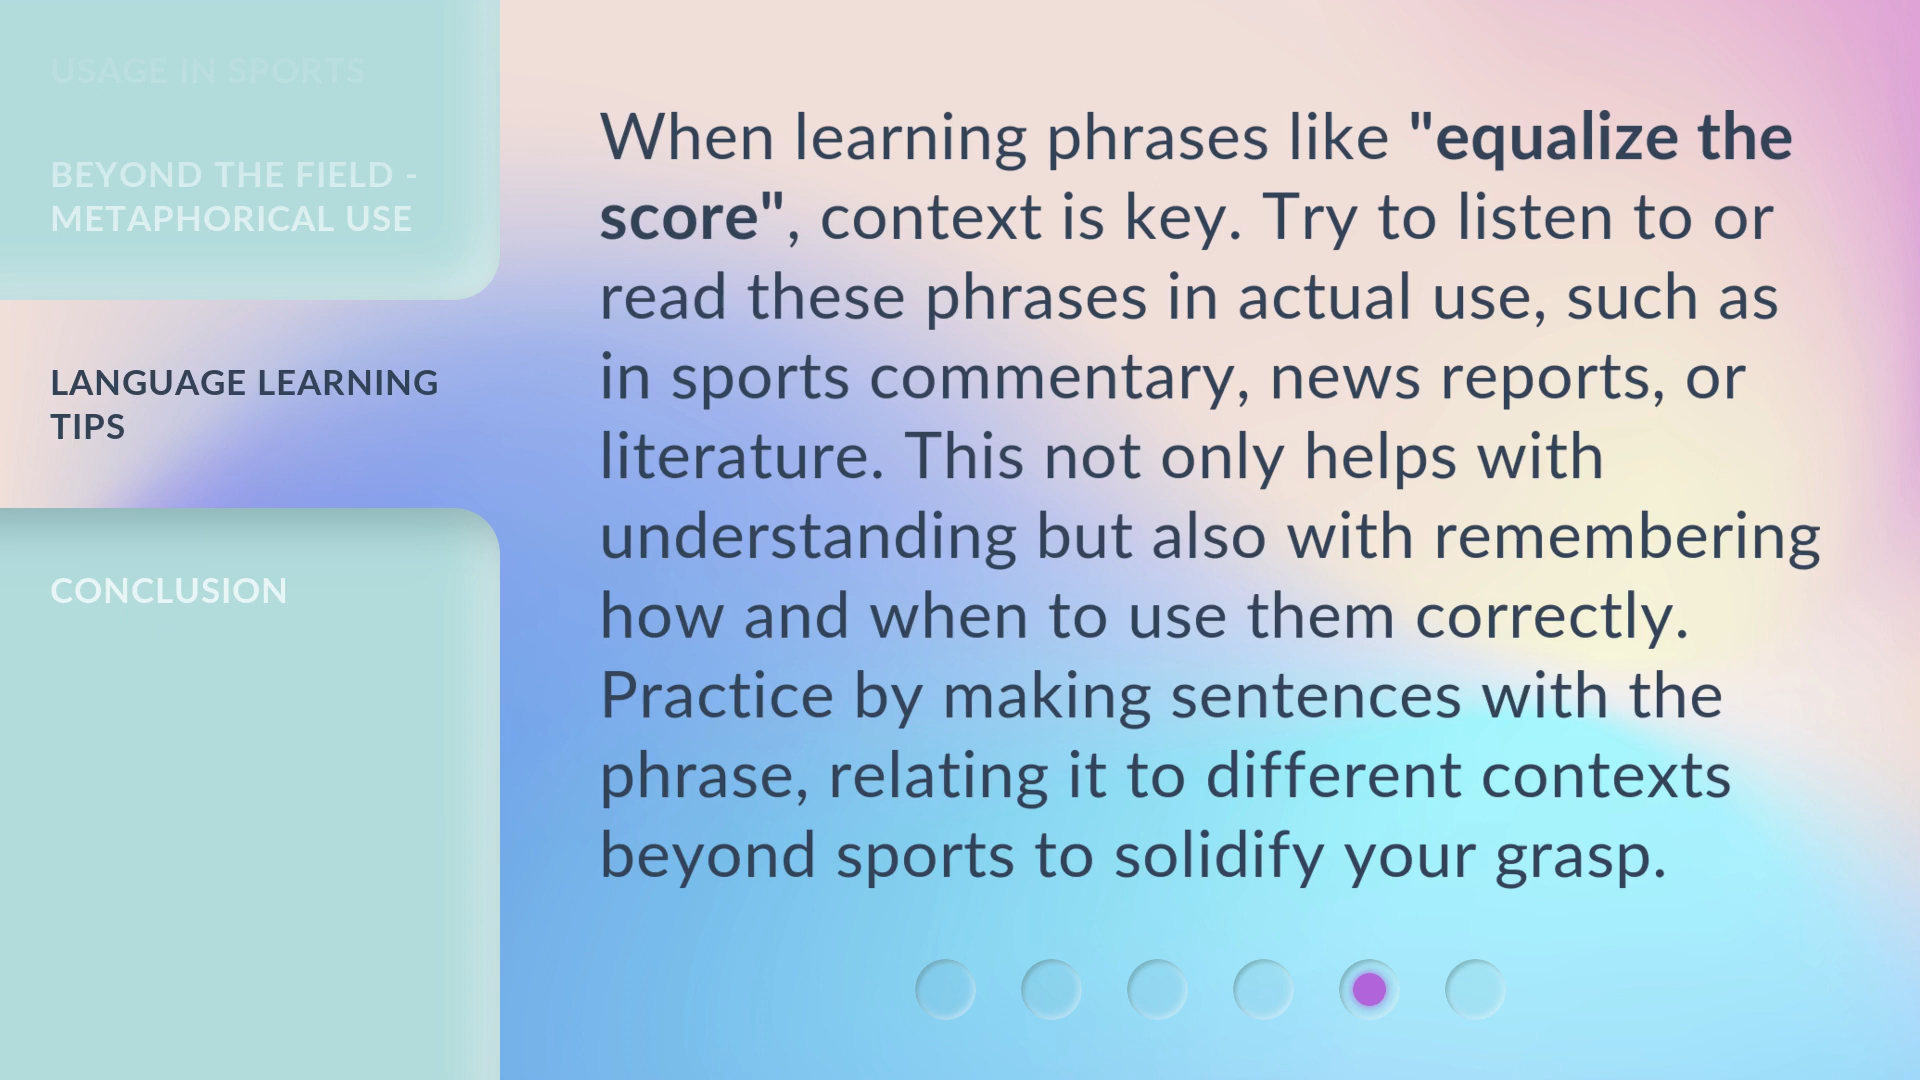 USAGE IN SPORTS
BEYOND THE FIELD -
METAPHORICAL USE
LANGUAGE LEARNING
TIPS
CONCLUSION
When learning phrases like "equalize the
score", context is key. Try to listen to or
read these phrases in actual use, such as
in sports commentary, news reports, or
literature. This not only helps with
understanding but also with remembering
how and when to use them correctly.
Practice by making sentences with the
phrase, relating it to different contexts
beyond sports to solidify your grasp.